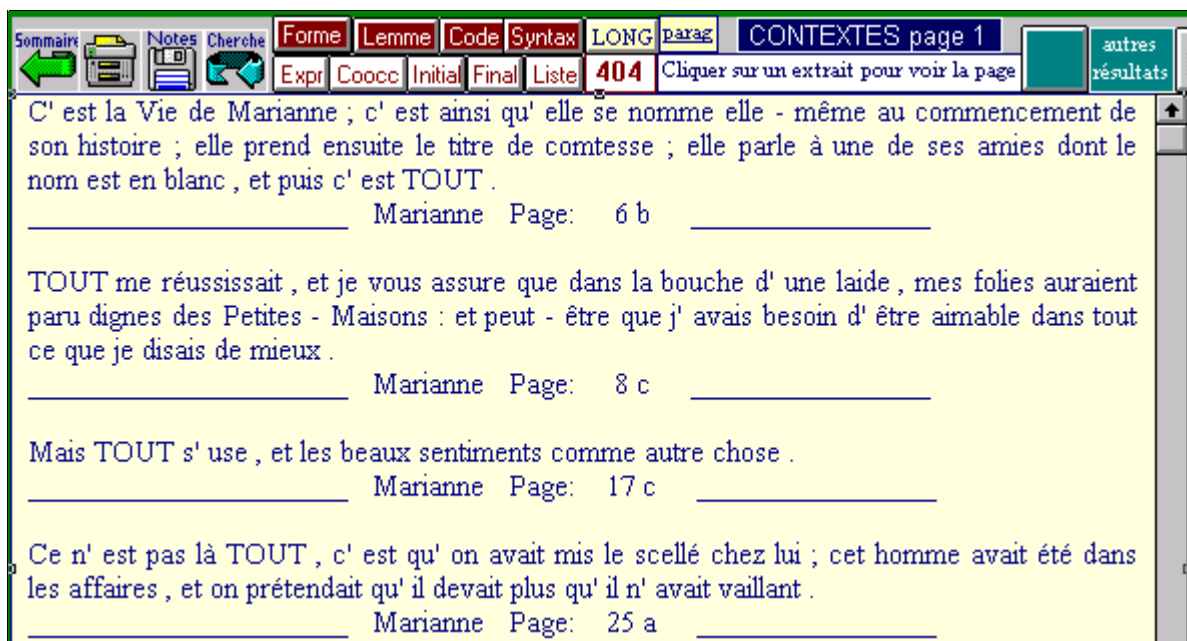 Sommaire Notes Cherche Forme Lemme Code Syntax LONG parag CONTEXTES page 1 autres résultats
Expr Coocc Initial Final Liste 404 Cliquer sur un extrait pour voir la page
C' est la Vie de Marianne ; c' est ainsi qu' elle se nomme elle - même au commencement de
son histoire ; elle prend ensuite le titre de comtesse ; elle parle à une de ses amies dont le
nom est en blanc , et puis c' est TOUT .
Marianne Page: 6 b
TOUT me réussissait , et je vous assure que dans la bouche d' une laide , mes folies auraient
paru dignes des Petites - Maisons : et peut - être que j' avais besoin d' être aimable dans tout
ce que je disais de mieux .
Marianne Page: 8 c
Mais TOUT s' use , et les beaux sentiments comme autre chose .
Marianne Page: 17 c
Ce n' est pas là TOUT , c' est qu' on avait mis le scellé chez lui ; cet homme avait été dans
les affaires , et on prétendait qu' il devait plus qu' il n' avait vaillant .
Marianne Page: 25 a